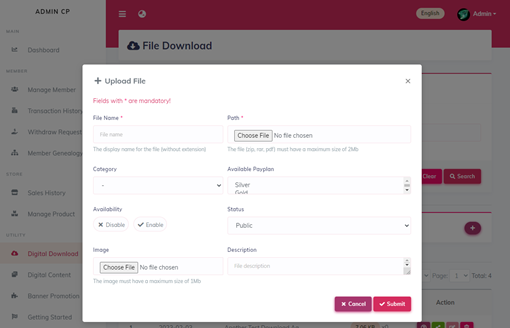 ADMIN CP
English
Admin
MAIN
Dashboard
File Download
MEMBER
Manage Member
Transaction History
Withdraw Request
Member Genealogy
STORE
Sales History
Manage Product
UTILITY
Digital Download
Digital Content
Banner Promotion
Getting Started
Upload File
×
Fields with * are mandatory!
File Name *
Path *
File name
Choose File No file chosen
The display name for the file (without extension)
The file (zip, rar, pdf) must have a maximum size of 2Mb
Category
Available Payplan
-
Silver
Gold
Availability
Status
Disable
Enable
Public
Image
Description
Choose File No file chosen
File description
The image must have a maximum size of 1Mb
Cancel
Submit
Clear
Search
Page: 1
Total: 4
Action